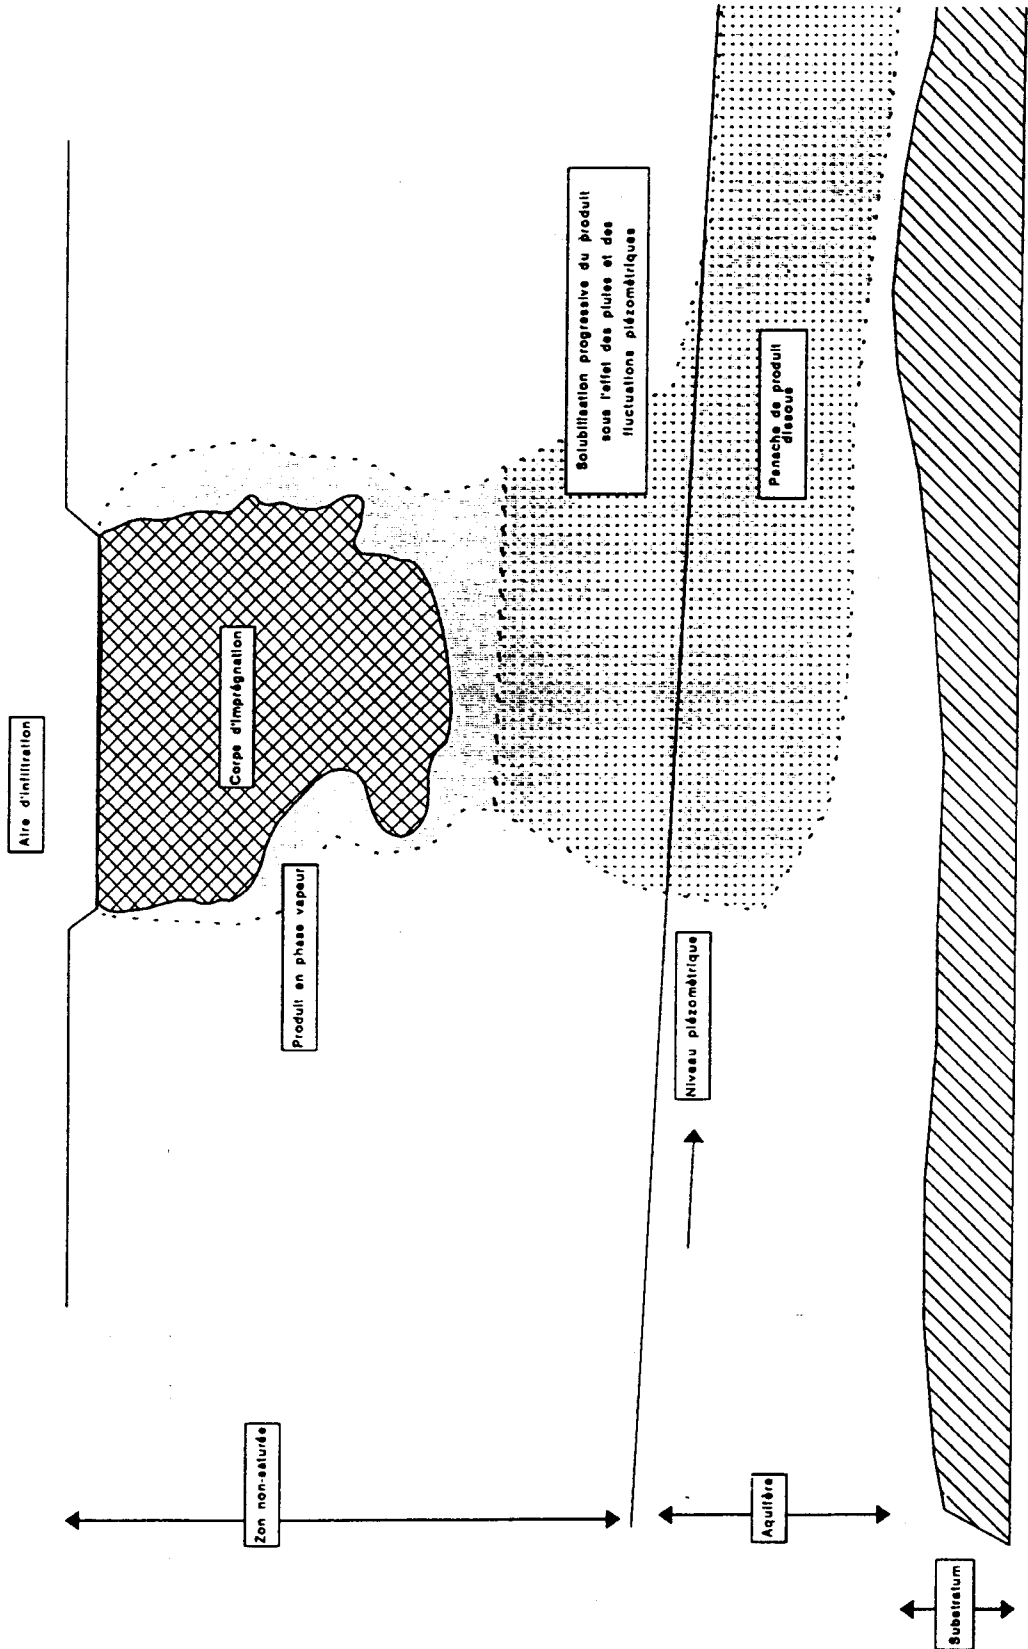 Aire d'infiltration
Corps d'imprégnation
Produit en phase vapeur
Solubilisation progressive du produit
sous l'effet des pluies et des
fluctuations piézométriques
Niveau piézométrique
Panache de produit
dissous
Zon non-saturée
Aquifère
Substratum